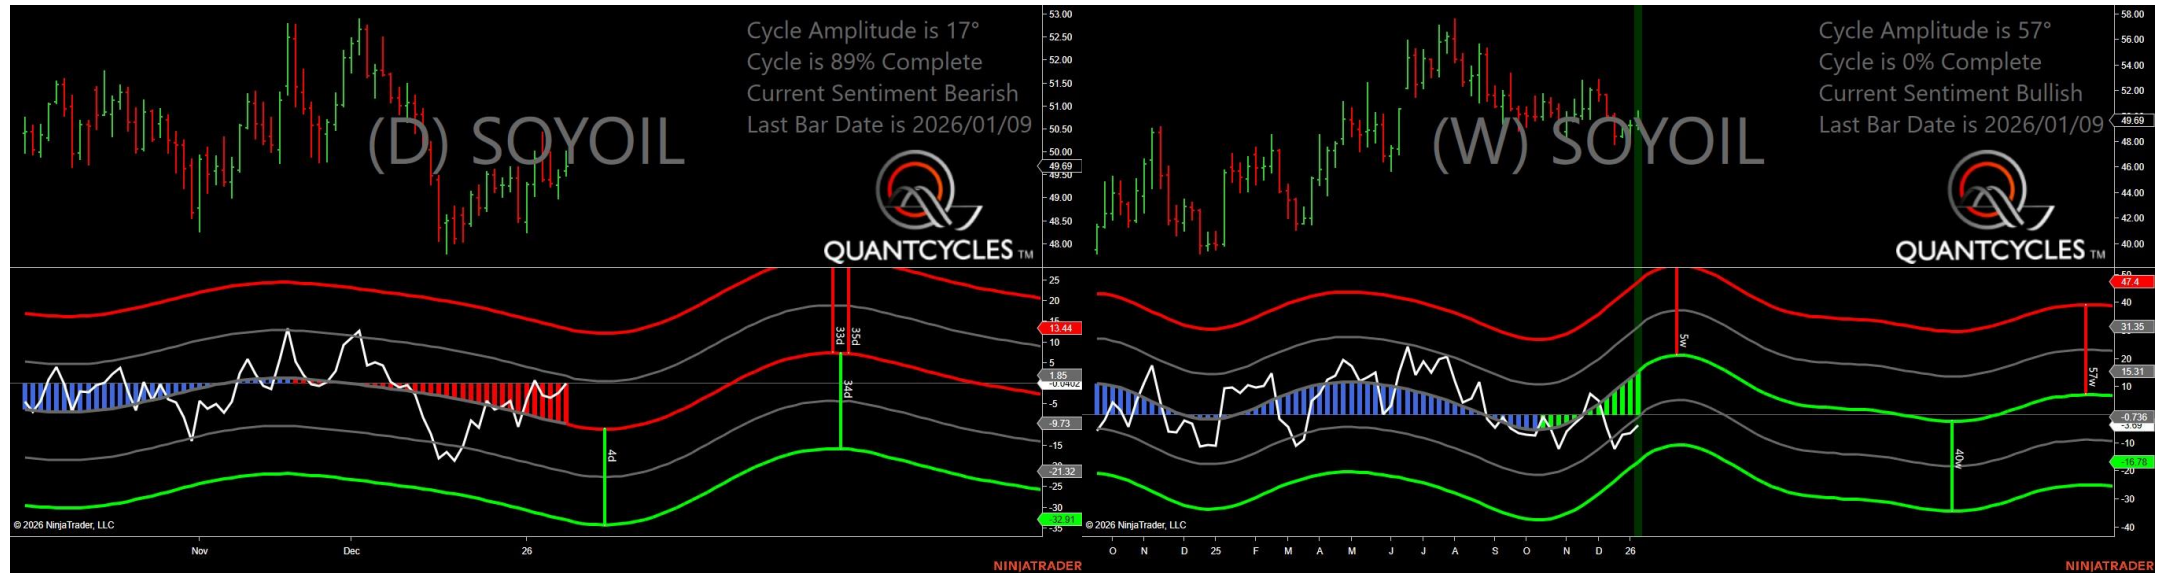 Cycle Amplitude is 17°
Cycle is 89% Complete
Current Sentiment Bearish
Last Bar Date is 2026/01/09
(D) SOYOIL
QUANTCYCLES TM
53.00
52.50
52.00
51.50
51.00
50.50
50.00
49.69
49.50
49.00
48.50
48.00
25
20
15
13.44
10
5
1.85
-0.0402
-5
-9.73
-15
-21.32
-25
-30
-32.91
-35
33d
35d
34d
4d
© 2026 NinjaTrader, LLC
Nov
Dec
26
NINJATRADER
Cycle Amplitude is 57°
Cycle is 0% Complete
Current Sentiment Bullish
Last Bar Date is 2026/01/09
(W) SOYOIL
QUANTCYCLES TM
58.00
56.00
54.00
52.00
49.69
48.00
46.00
44.00
42.00
40.00
50
47.4
40
31.35
20
15.31
10
-0.736
-3.69
-10
-16.78
-20
-30
-40
5w
57w
40w
© 2026 NinjaTrader, LLC
O N D 25 F M A M J J A S O N D 26
NINJATRADER